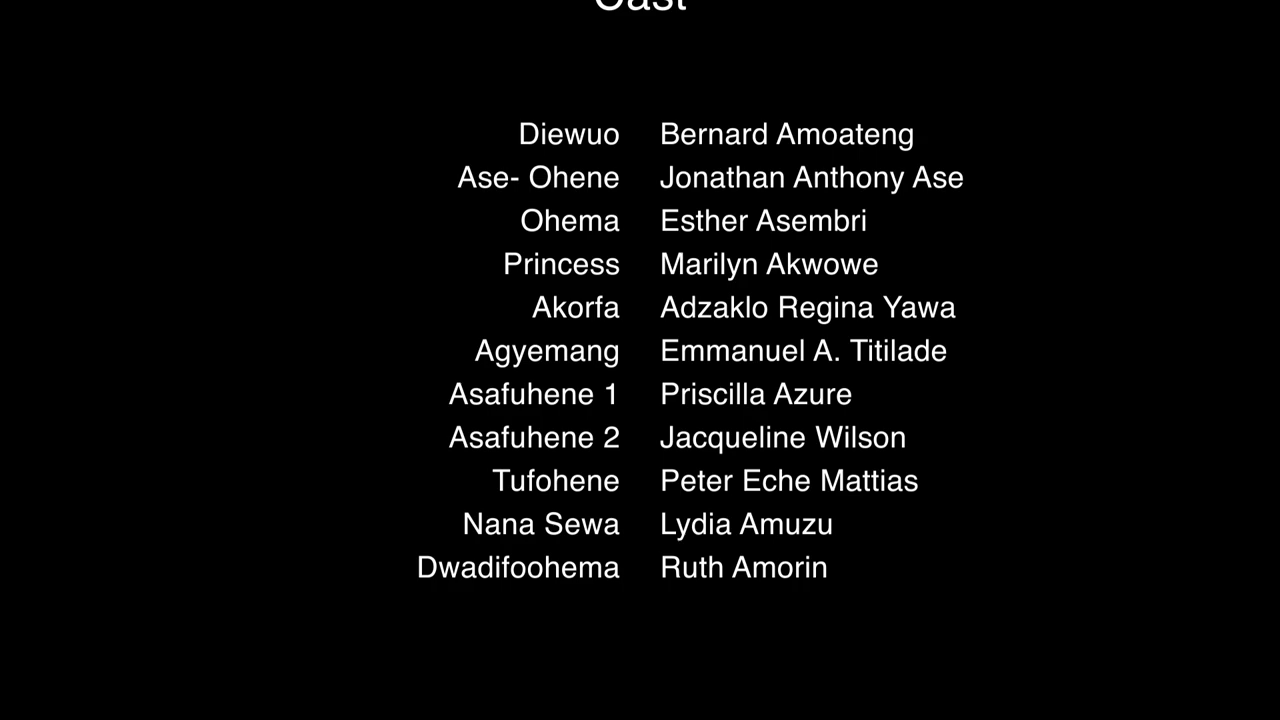 Cast
Diewuo Bernard Amoateng
Ase- Ohene Jonathan Anthony Ase
Ohema Esther Asembri
Princess Marilyn Akwowe
Akorfa Adzaklo Regina Yawa
Agyemang Emmanuel A. Titilade
Asafuhene 1 Priscilla Azure
Asafuhene 2 Jacqueline Wilson
Tufohene Peter Eche Mattias
Nana Sewa Lydia Amuzu
Dwadifoohema Ruth Amorin